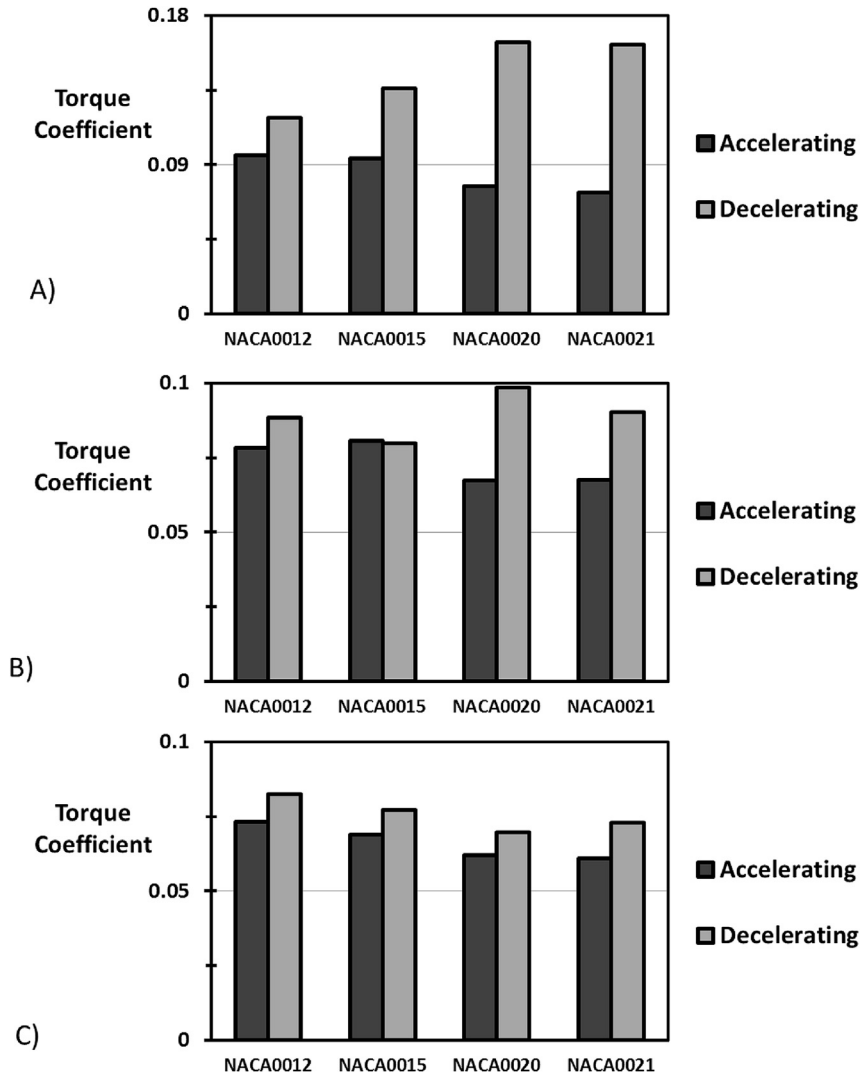 0.18
Torque
Coefficient
Accelerating
0.09
Decelerating
A)
0
NACA0012 NACA0015 NACA0020 NACA0021
0.1
Torque
Coefficient
Accelerating
0.05
Decelerating
B)
0
NACA0012 NACA0015 NACA0020 NACA0021
0.1
Torque
Coefficient
Accelerating
0.05
Decelerating
C)
0
NACA0012 NACA0015 NACA0020 NACA0021